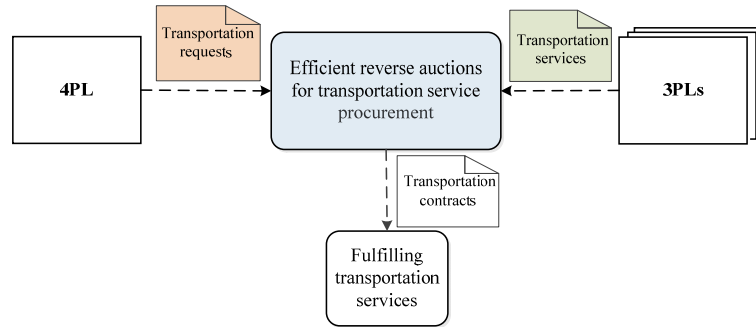 Transportation
requests
4PL
Efficient reverse auctions
for transportation service
procurement
Transportation
services
3PLs
Transportation
contracts
Fulfilling
transportation
services